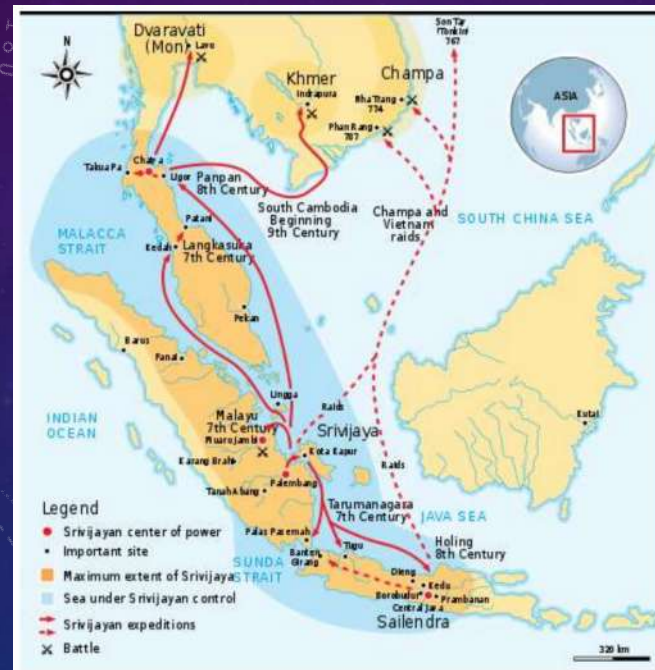 N
Dvaravati
(Mon)
Lavo
Khmer
Indrapura
Champa
Nha Trang
774
Phan Rang
787
Son Tay
(Tonkin)
767
ASIA
Chaiya
Takua Pa
Ligor
Panpan
8th Century
South Cambodia
Beginning
9th Century
Champa and
Vietnam
raids
SOUTH CHINA SEA
MALACCA
STRAIT
Patani
Kedah
Langkasuka
7th Century
Pekan
Barus
Panai
Lingga
INDIAN
OCEAN
Malayu
7th Century
Muaro Jambi
Raids
Srivijaya
Kota Kapur
Karang Brahi
Palembang
Tanah Abang
Raids
Kutai
Tarumanagara
7th Century
JAVA SEA
Palas Pasemah
Holing
8th Century
SUNDA
STRAIT
Banten
Girang
Tugu
Dieng
Kedu
Borobudur
Prambanan
Central Java
Sailendra
Legend
Srivijayan center of power
Important site
Maximum extent of Srivijaya
Sea under Srivijayan control
Srivijayan expeditions
Battle
320 km